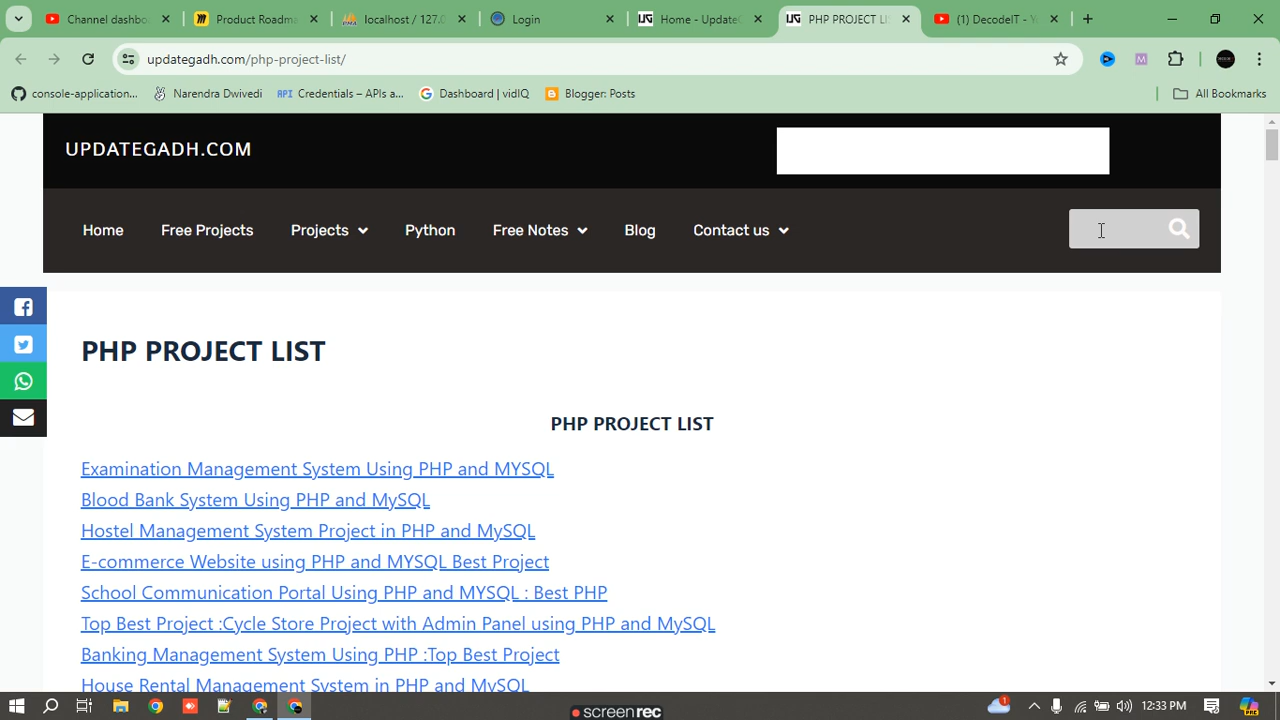 Channel dashbo
Product Roadma
localhost / 127.0
Login
Home - UpdateG
PHP PROJECT LI
(1) DecodeIT - Y
updategadh.com/php-project-list/
console-application...
Narendra Dwivedi
API Credentials – APIs a...
Dashboard | vidIQ
Blogger: Posts
All Bookmarks
UPDATEGADH.COM
Home
Free Projects
Projects
Python
Free Notes
Blog
Contact us
PHP PROJECT LIST
PHP PROJECT LIST
Examination Management System Using PHP and MYSQL
Blood Bank System Using PHP and MySQL
Hostel Management System Project in PHP and MySQL
E-commerce Website using PHP and MYSQL Best Project
School Communication Portal Using PHP and MYSQL : Best PHP
Top Best Project :Cycle Store Project with Admin Panel using PHP and MySQL
Banking Management System Using PHP :Top Best Project
House Rental Management System in PHP and MySQL
12:33 PM
screenrec